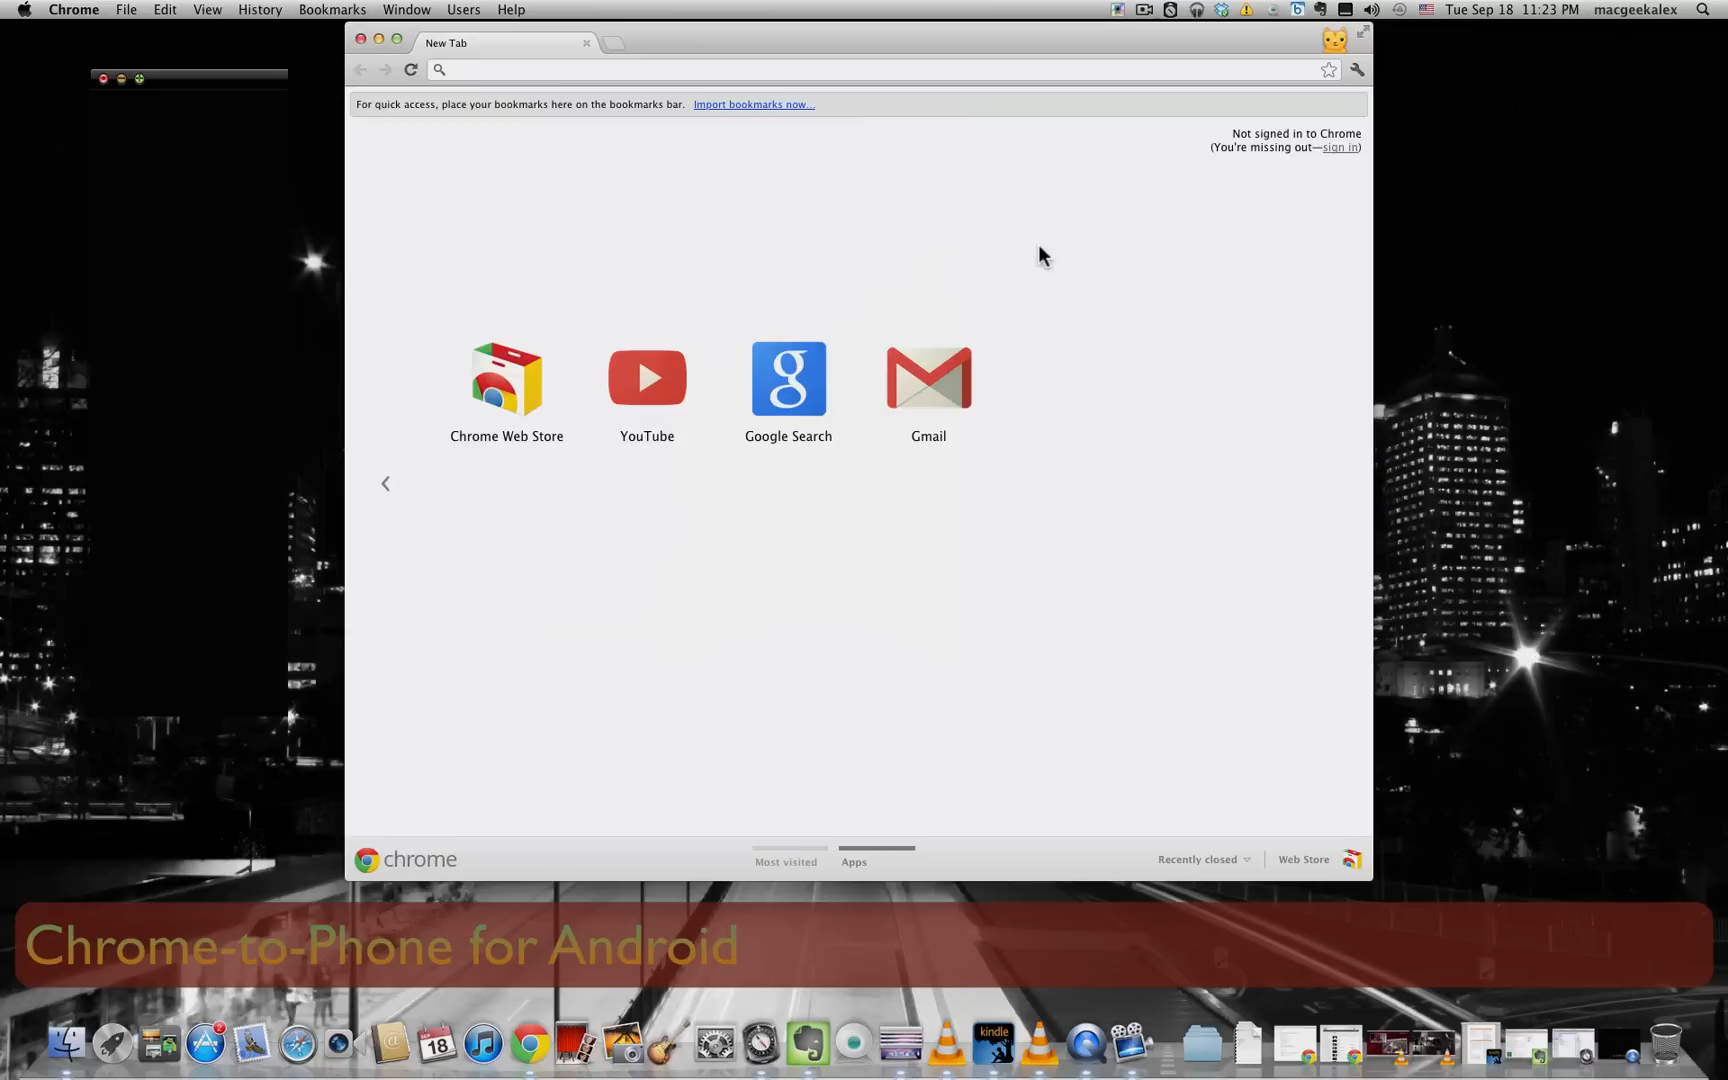 Chrome File Edit View History Bookmarks Window Users Help Tue Sep 18 11:23 PM macgeekalex
New Tab
For quick access, place your bookmarks here on the bookmarks bar. Import bookmarks now...
Not signed in to Chrome
(You're missing out—sign in)
Chrome Web Store YouTube Google Search Gmail
chrome Most visited Apps Recently closed Web Store
Chrome-to-Phone for Android
2
18
kindle